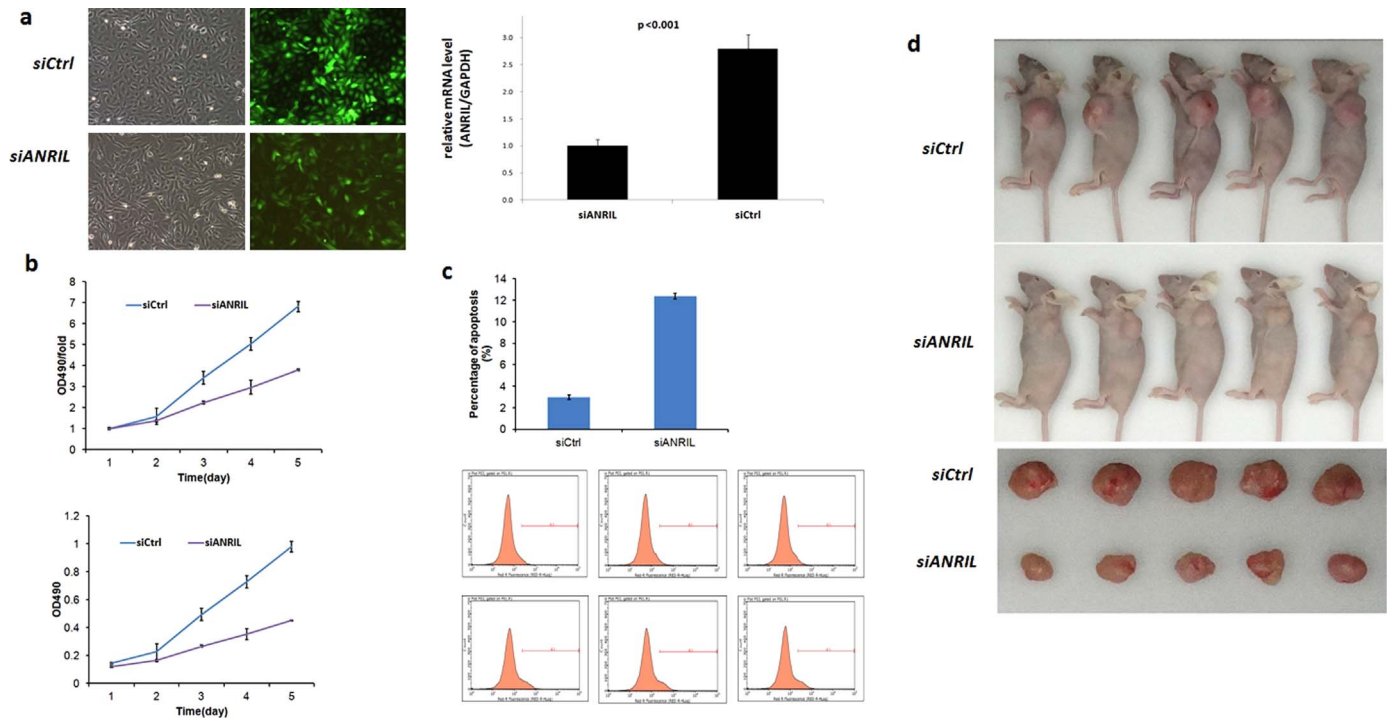 a
siCtrl
siANRIL
relative mRNA level
(ANRIL/GAPDH)
p<0.001
3.0
2.5
2.0
1.5
1.0
0.5
0.0
siANRIL
siCtrl
b
OD490/fold
8
7
6
5
4
3
2
1
0
siCtrl
siANRIL
1 2 3 4 5
Time(day)
OD490
1.2
1
0.8
0.6
0.4
0.2
0
siCtrl
siANRIL
1 2 3 4 5
Time(day)
c
Percentage of apoptosis
(%)
14
12
10
8
6
4
2
0
siCtrl
siANRIL
d
siCtrl
siANRIL
siCtrl
siANRIL